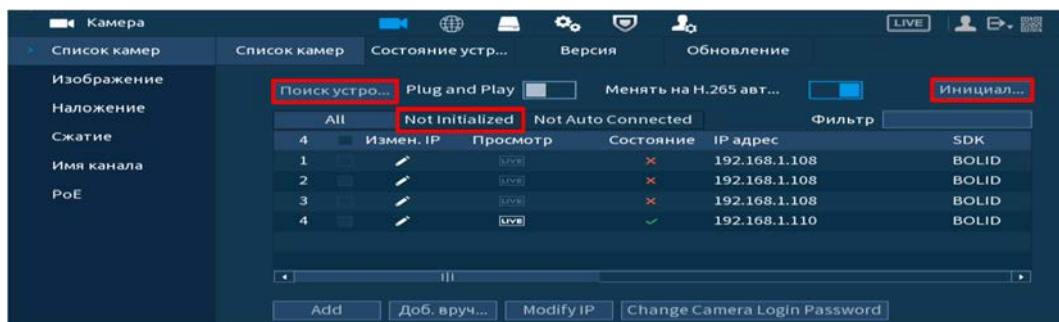 Камера LIVE
Список камер Список камер Состояние устр... Версия Обновление
Изображение
Поиск устро... Plug and Play Менять на H.265 авт... Инициал...
Наложение
All Not Initialized Not Auto Connected Фильтр
Сжатие
4 Измен. IP Просмотр Состояние IP адрес SDK
Имя канала
1 LIVE 192.168.1.108 BOLID
PoE
2 LIVE 192.168.1.108 BOLID
3 LIVE 192.168.1.108 BOLID
4 LIVE 192.168.1.110 BOLID
Add Доб. вруч... Modify IP Change Camera Login Password